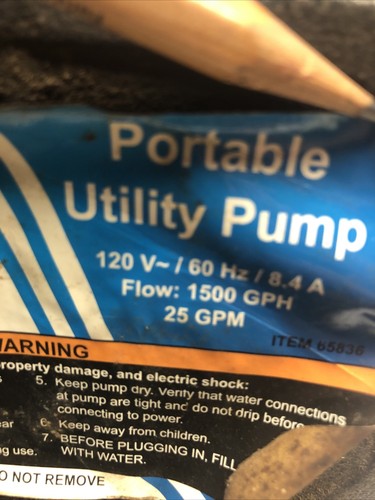 Portable
Utility Pump
120 V~ / 60 Hz / 8.4 A
Flow: 1500 GPH
25 GPM
ITEM 65836
WARNING
property damage, and electric shock:
5. Keep pump dry. Verify that water connections
at pump are tight and do not drip before
connecting to power.
6. Keep away from children.
7. BEFORE PLUGGING IN, FILL
WITH WATER.
use.
DO NOT REMOVE